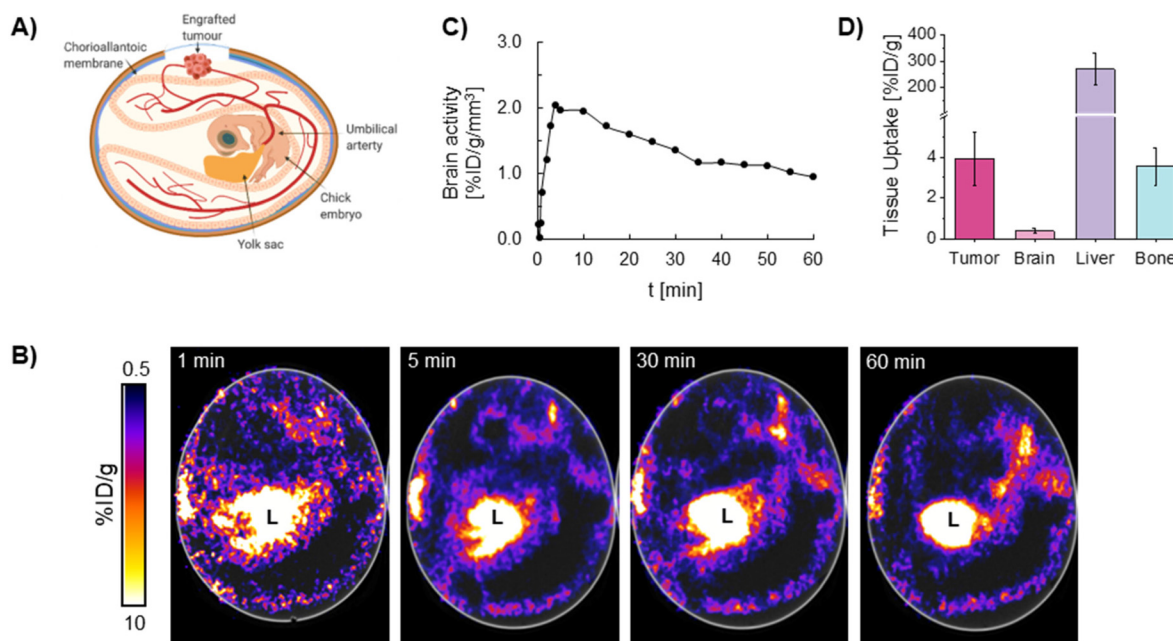 A)
Engrafted
tumour
Chorioallantoic
membrane
Umbilical
arterty
Chick
embryo
Yolk sac
C)
3.0
2.0
1.0
0.0
Brain activity
[%ID/g/mm³]
0 10 20 30 40 50 60
t [min]
D)
400
300
200
4
2
0
Tissue Uptake [%ID/g]
Tumor Brain Liver Bone
B)
0.5
%ID/g
10
1 min
L
5 min
L
30 min
L
60 min
L